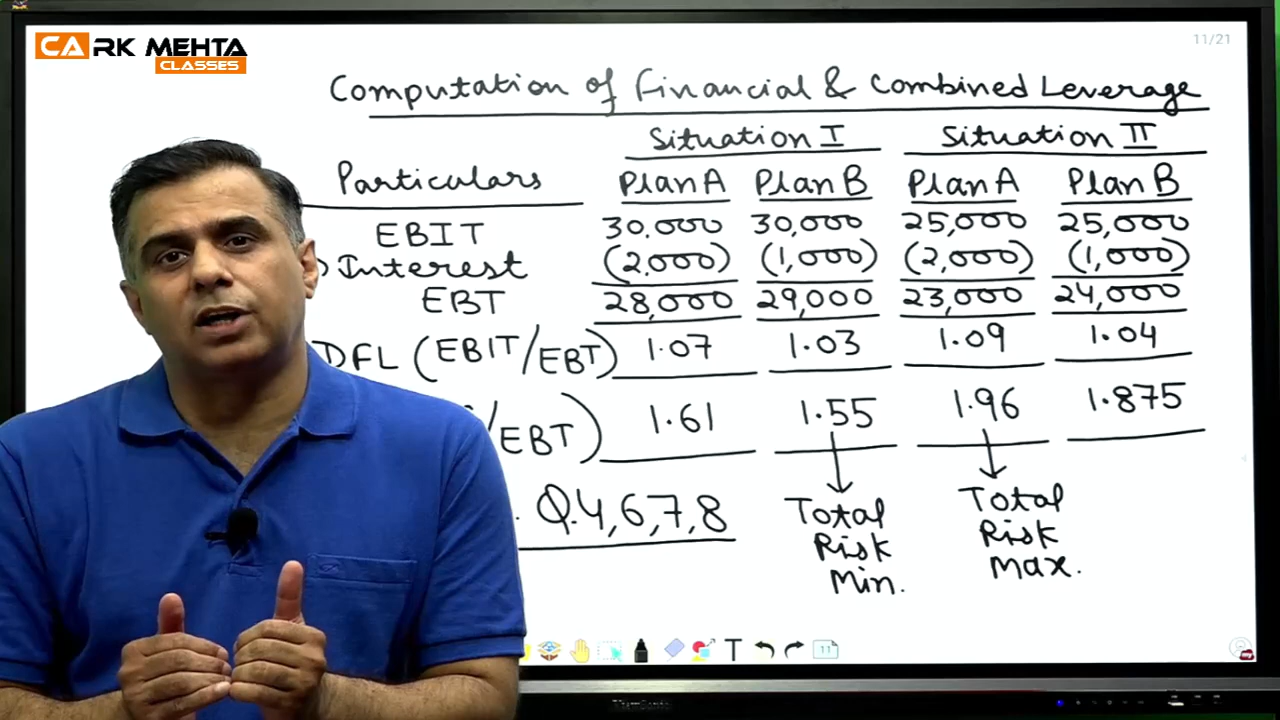 CA RK MEHTA
CLASSES
11/21
Computation of Financial & Combined Leverage
Situation I Situation II
Particulars Plan A Plan B Plan A Plan B
EBIT 30.000 30,000 25,000 25,000
Interest (2,000) (1,000) (2,000) (1,000)
EBT 28,000 29,000 23,000 24,000
DFL (EBIT/EBT) 1.07 1.03 1.09 1.04
/EBT) 1.61 1.55 1.96 1.875
Q.4,6,7,8 Total Total
Risk Risk
Min. Max.
T 11